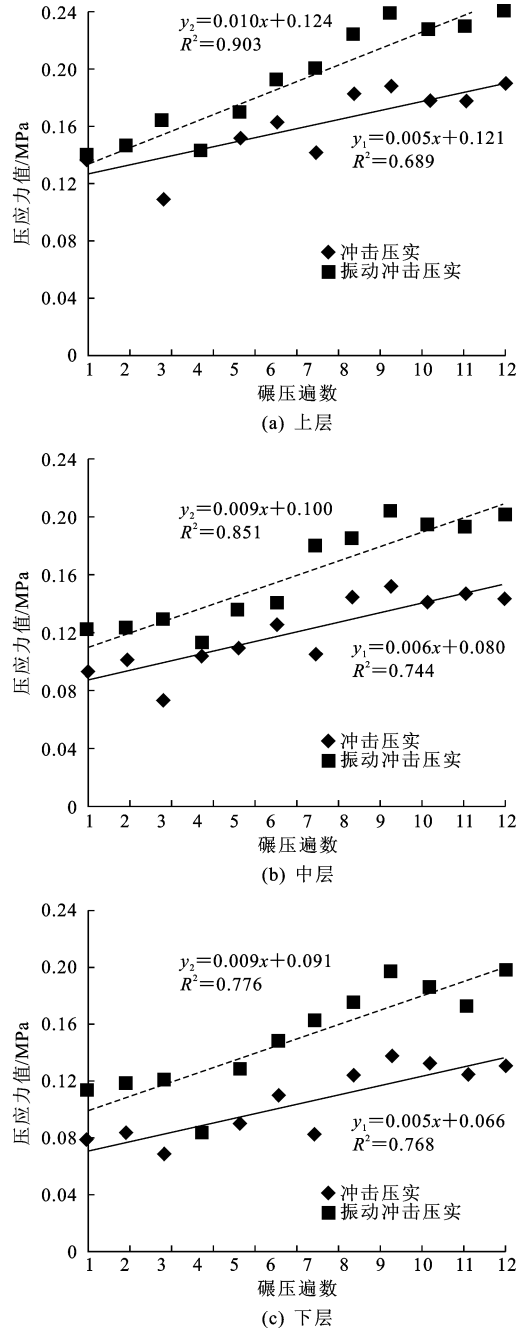 0.24
0.20
0.16
0.12
0.08
0.04
0
压应力值/MPa
y₂=0.010x+0.124
R²=0.903
y₁=0.005x+0.121
R²=0.689
冲击压实
振动冲击压实
1 2 3 4 5 6 7 8 9 10 11 12
碾压遍数
(a) 上层
0.24
0.20
0.16
0.12
0.08
0.04
0
压应力值/MPa
y₂=0.009x+0.100
R²=0.851
y₁=0.006x+0.080
R²=0.744
冲击压实
振动冲击压实
1 2 3 4 5 6 7 8 9 10 11 12
碾压遍数
(b) 中层
0.24
0.20
0.16
0.12
0.08
0.04
0
压应力值/MPa
y₂=0.009x+0.091
R²=0.776
y₁=0.005x+0.066
R²=0.768
冲击压实
振动冲击压实
1 2 3 4 5 6 7 8 9 10 11 12
碾压遍数
(c) 下层